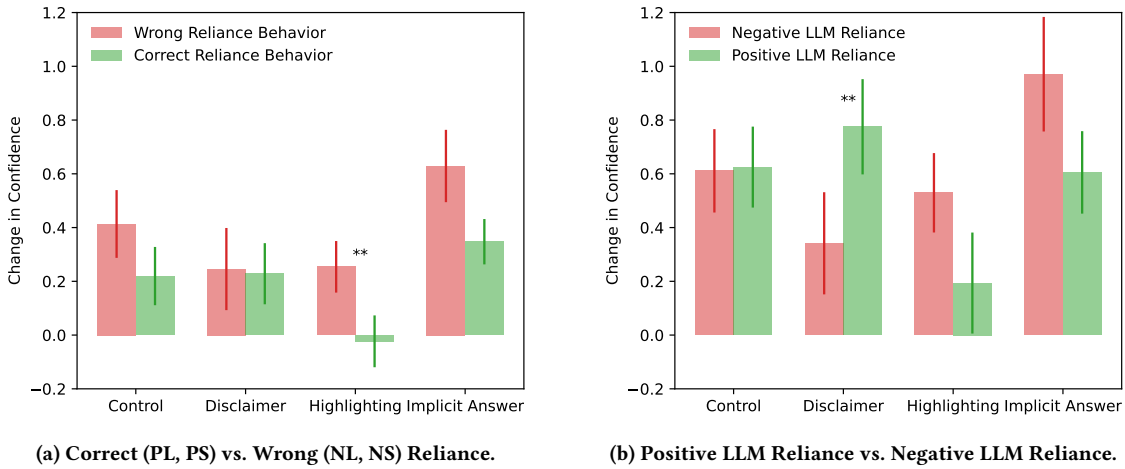 Change in Confidence
1.2
1.0
0.8
0.6
0.4
0.2
0.0
−0.2
Wrong Reliance Behavior
Correct Reliance Behavior
**
Control Disclaimer Highlighting Implicit Answer
(a) Correct (PL, PS) vs. Wrong (NL, NS) Reliance.
Change in Confidence
1.2
1.0
0.8
0.6
0.4
0.2
0.0
−0.2
Negative LLM Reliance
Positive LLM Reliance
**
Control Disclaimer Highlighting Implicit Answer
(b) Positive LLM Reliance vs. Negative LLM Reliance.